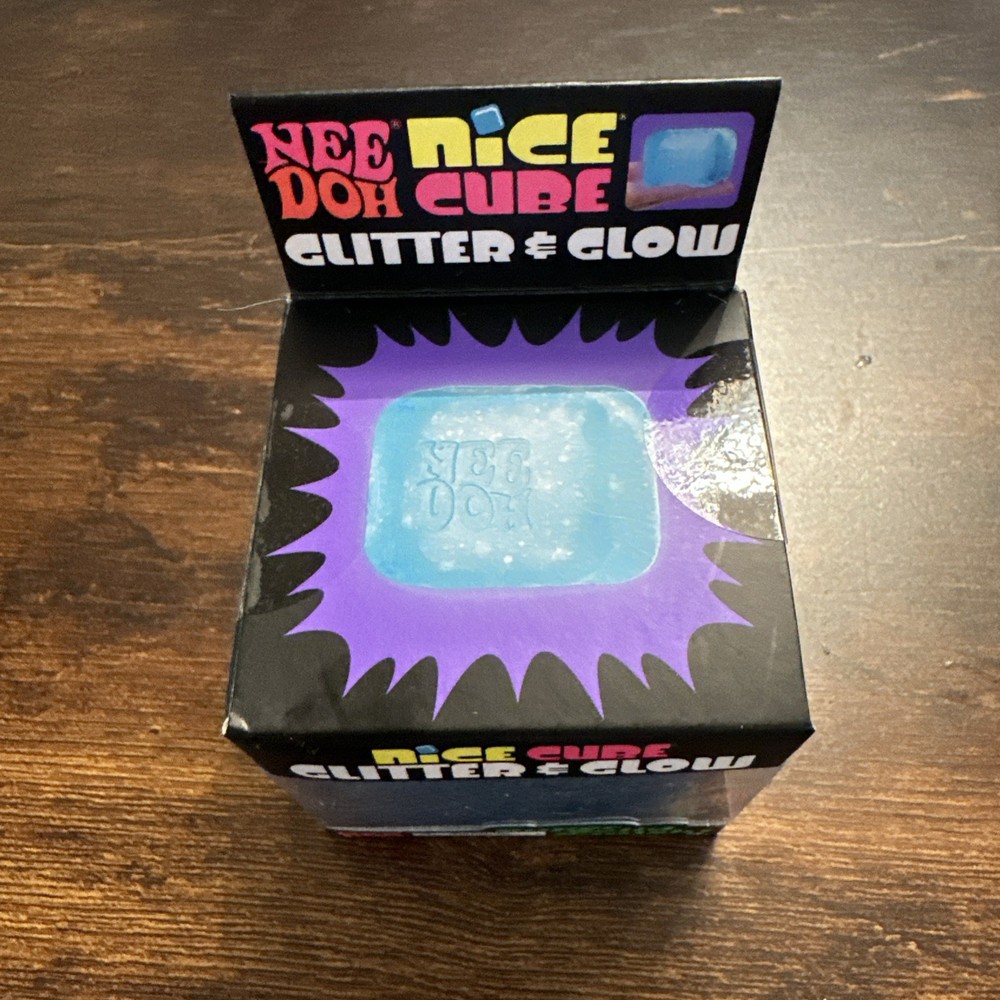 NEE® NiCE®
DOH CUBE
GLITTER & GLOW
NEE
DOH
NiCE CUBE
GLITTER & GLOW